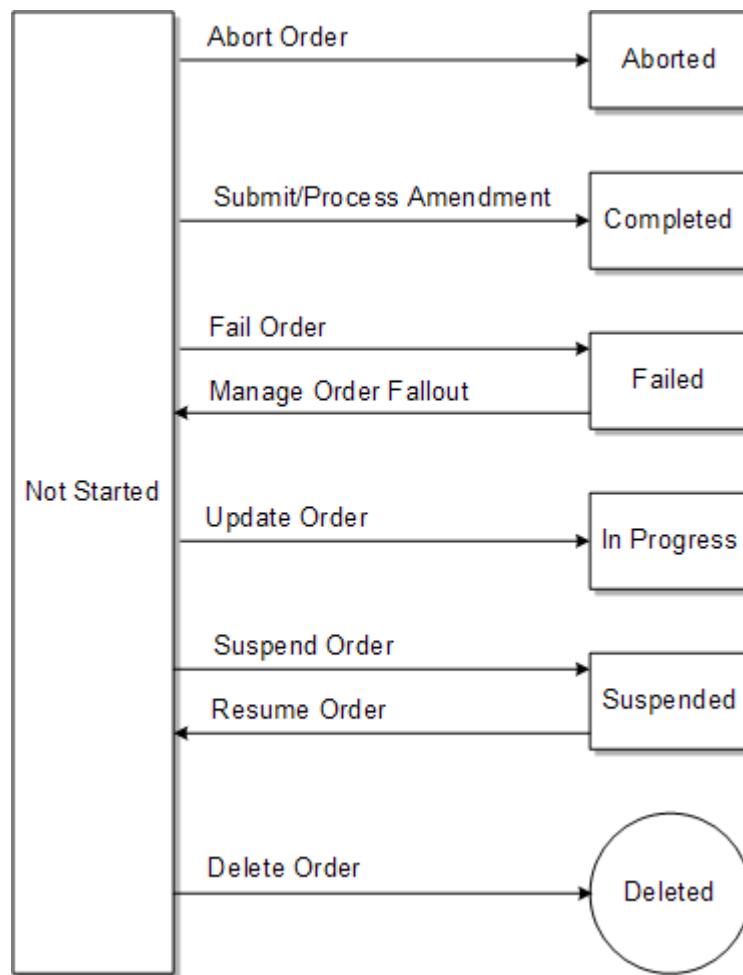 Abort Order
Aborted
Submit/Process Amendment
Completed
Fail Order
Failed
Manage Order Fallout
Not Started
Update Order
In Progress
Suspend Order
Suspended
Resume Order
Delete Order
Deleted